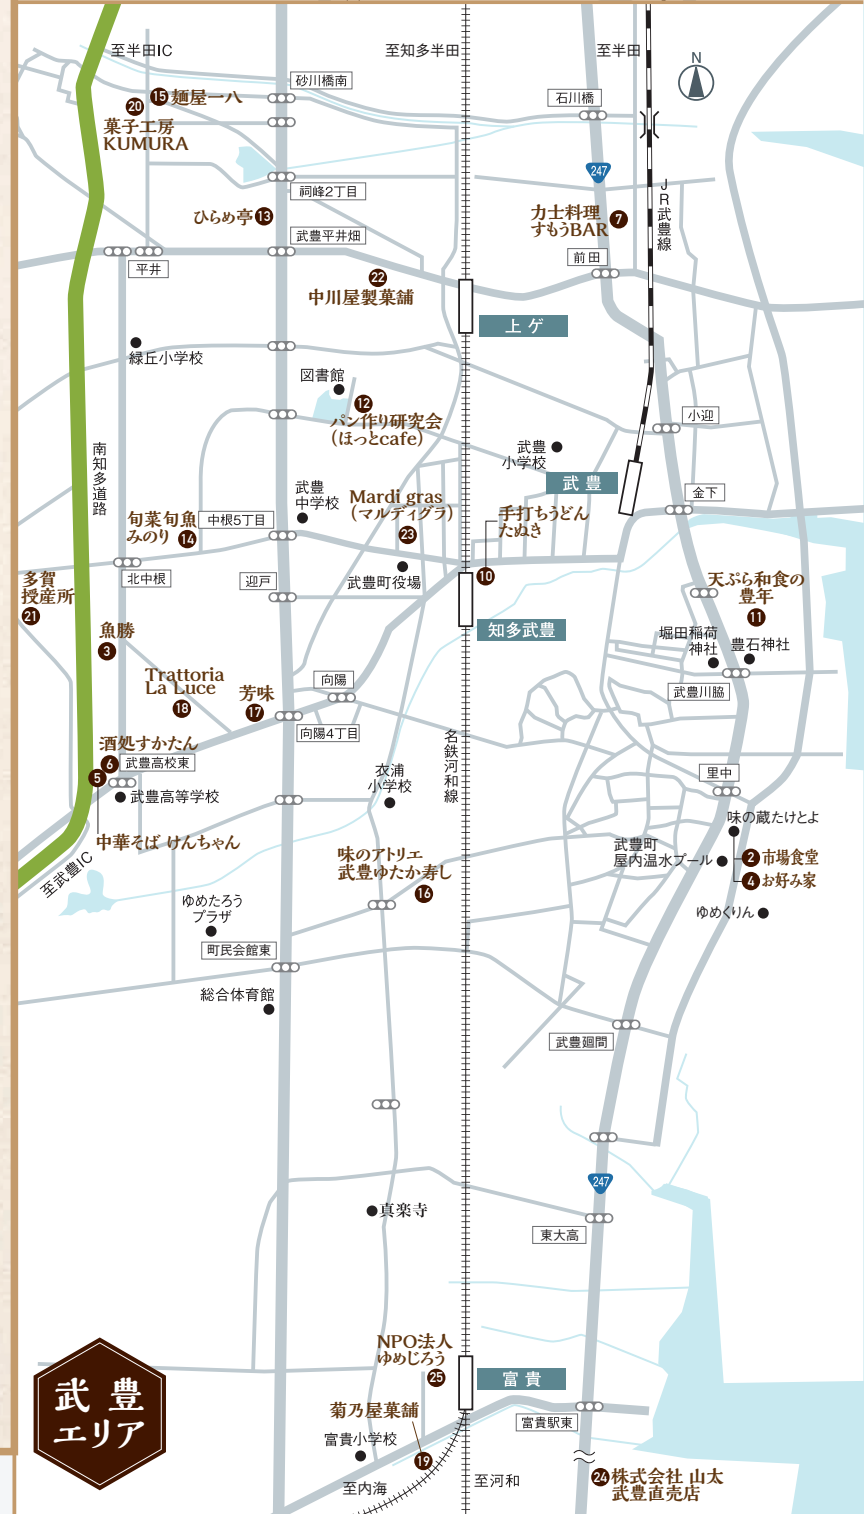 至半田IC
至知多半田
至半田
N
砂川橋南
石川橋
15 麺屋一八
20
菓子工房
KUMURA
247
祠峰2丁目
JR武豊線
ひらめ亭 13
力士料理
すもうBAR
7
武豊平井畑
前田
平井
22
中川屋製菓舗
上ゲ
緑丘小学校
図書館
12
パン作り研究会
(ほっとcafe)
小迎
南知多道路
武豊
小学校
武豊
金下
武豊
中学校
Mardi gras
(マルディグラ)
23
手打ちうどん
たぬき
10
旬菜旬魚
みのり 14
中根5丁目
北中根
迎戸
武豊町役場
多賀
授産所
21
天ぷら和食の
豊年
11
魚勝
3
知多武豊
堀田稲荷
神社
豊石神社
Trattoria
La Luce
18
芳味
17
向陽
武豊川脇
向陽4丁目
酒処すかたん
6
武豊高校東
5
武豊高等学校
名鉄河和線
衣浦
小学校
里中
味の蔵たけとよ
中華そば けんちゃん
至武豊IC
味のアトリエ
武豊ゆたか寿し
16
武豊町
屋内温水プール
2 市場食堂
4 お好み家
ゆめたろう
プラザ
ゆめくりん
町民会館東
総合体育館
武豊廻間
247
真楽寺
東大高
NPO法人
ゆめじろう
25
富貴
武豊
エリア
菊乃屋菓舗
富貴小学校
19
富貴駅東
至内海
至河和
24 株式会社 山太
武豊直売店